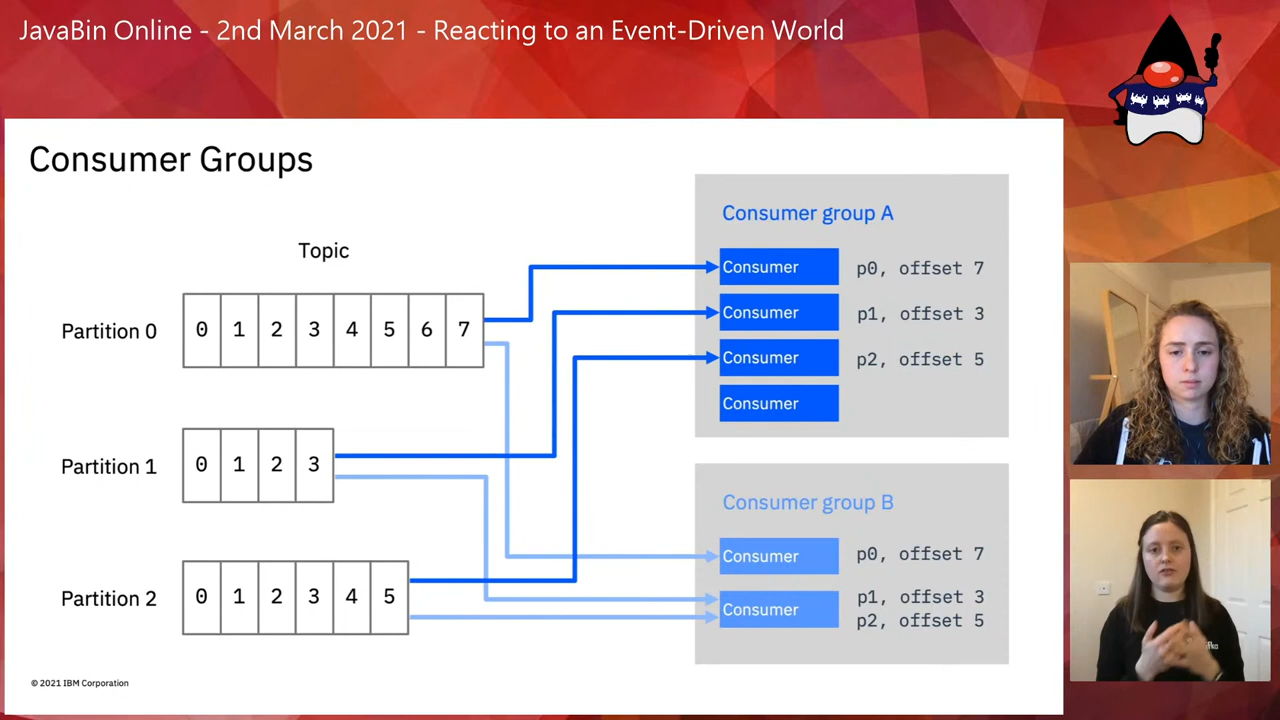 JavaBin Online - 2nd March 2021 - Reacting to an Event-Driven World
Consumer Groups
Topic
Partition 0
0 1 2 3 4 5 6 7
Partition 1
0 1 2 3
Partition 2
0 1 2 3 4 5
Consumer group A
Consumer p0, offset 7
Consumer p1, offset 3
Consumer p2, offset 5
Consumer
Consumer group B
Consumer p0, offset 7
Consumer p1, offset 3
p2, offset 5
© 2021 IBM Corporation